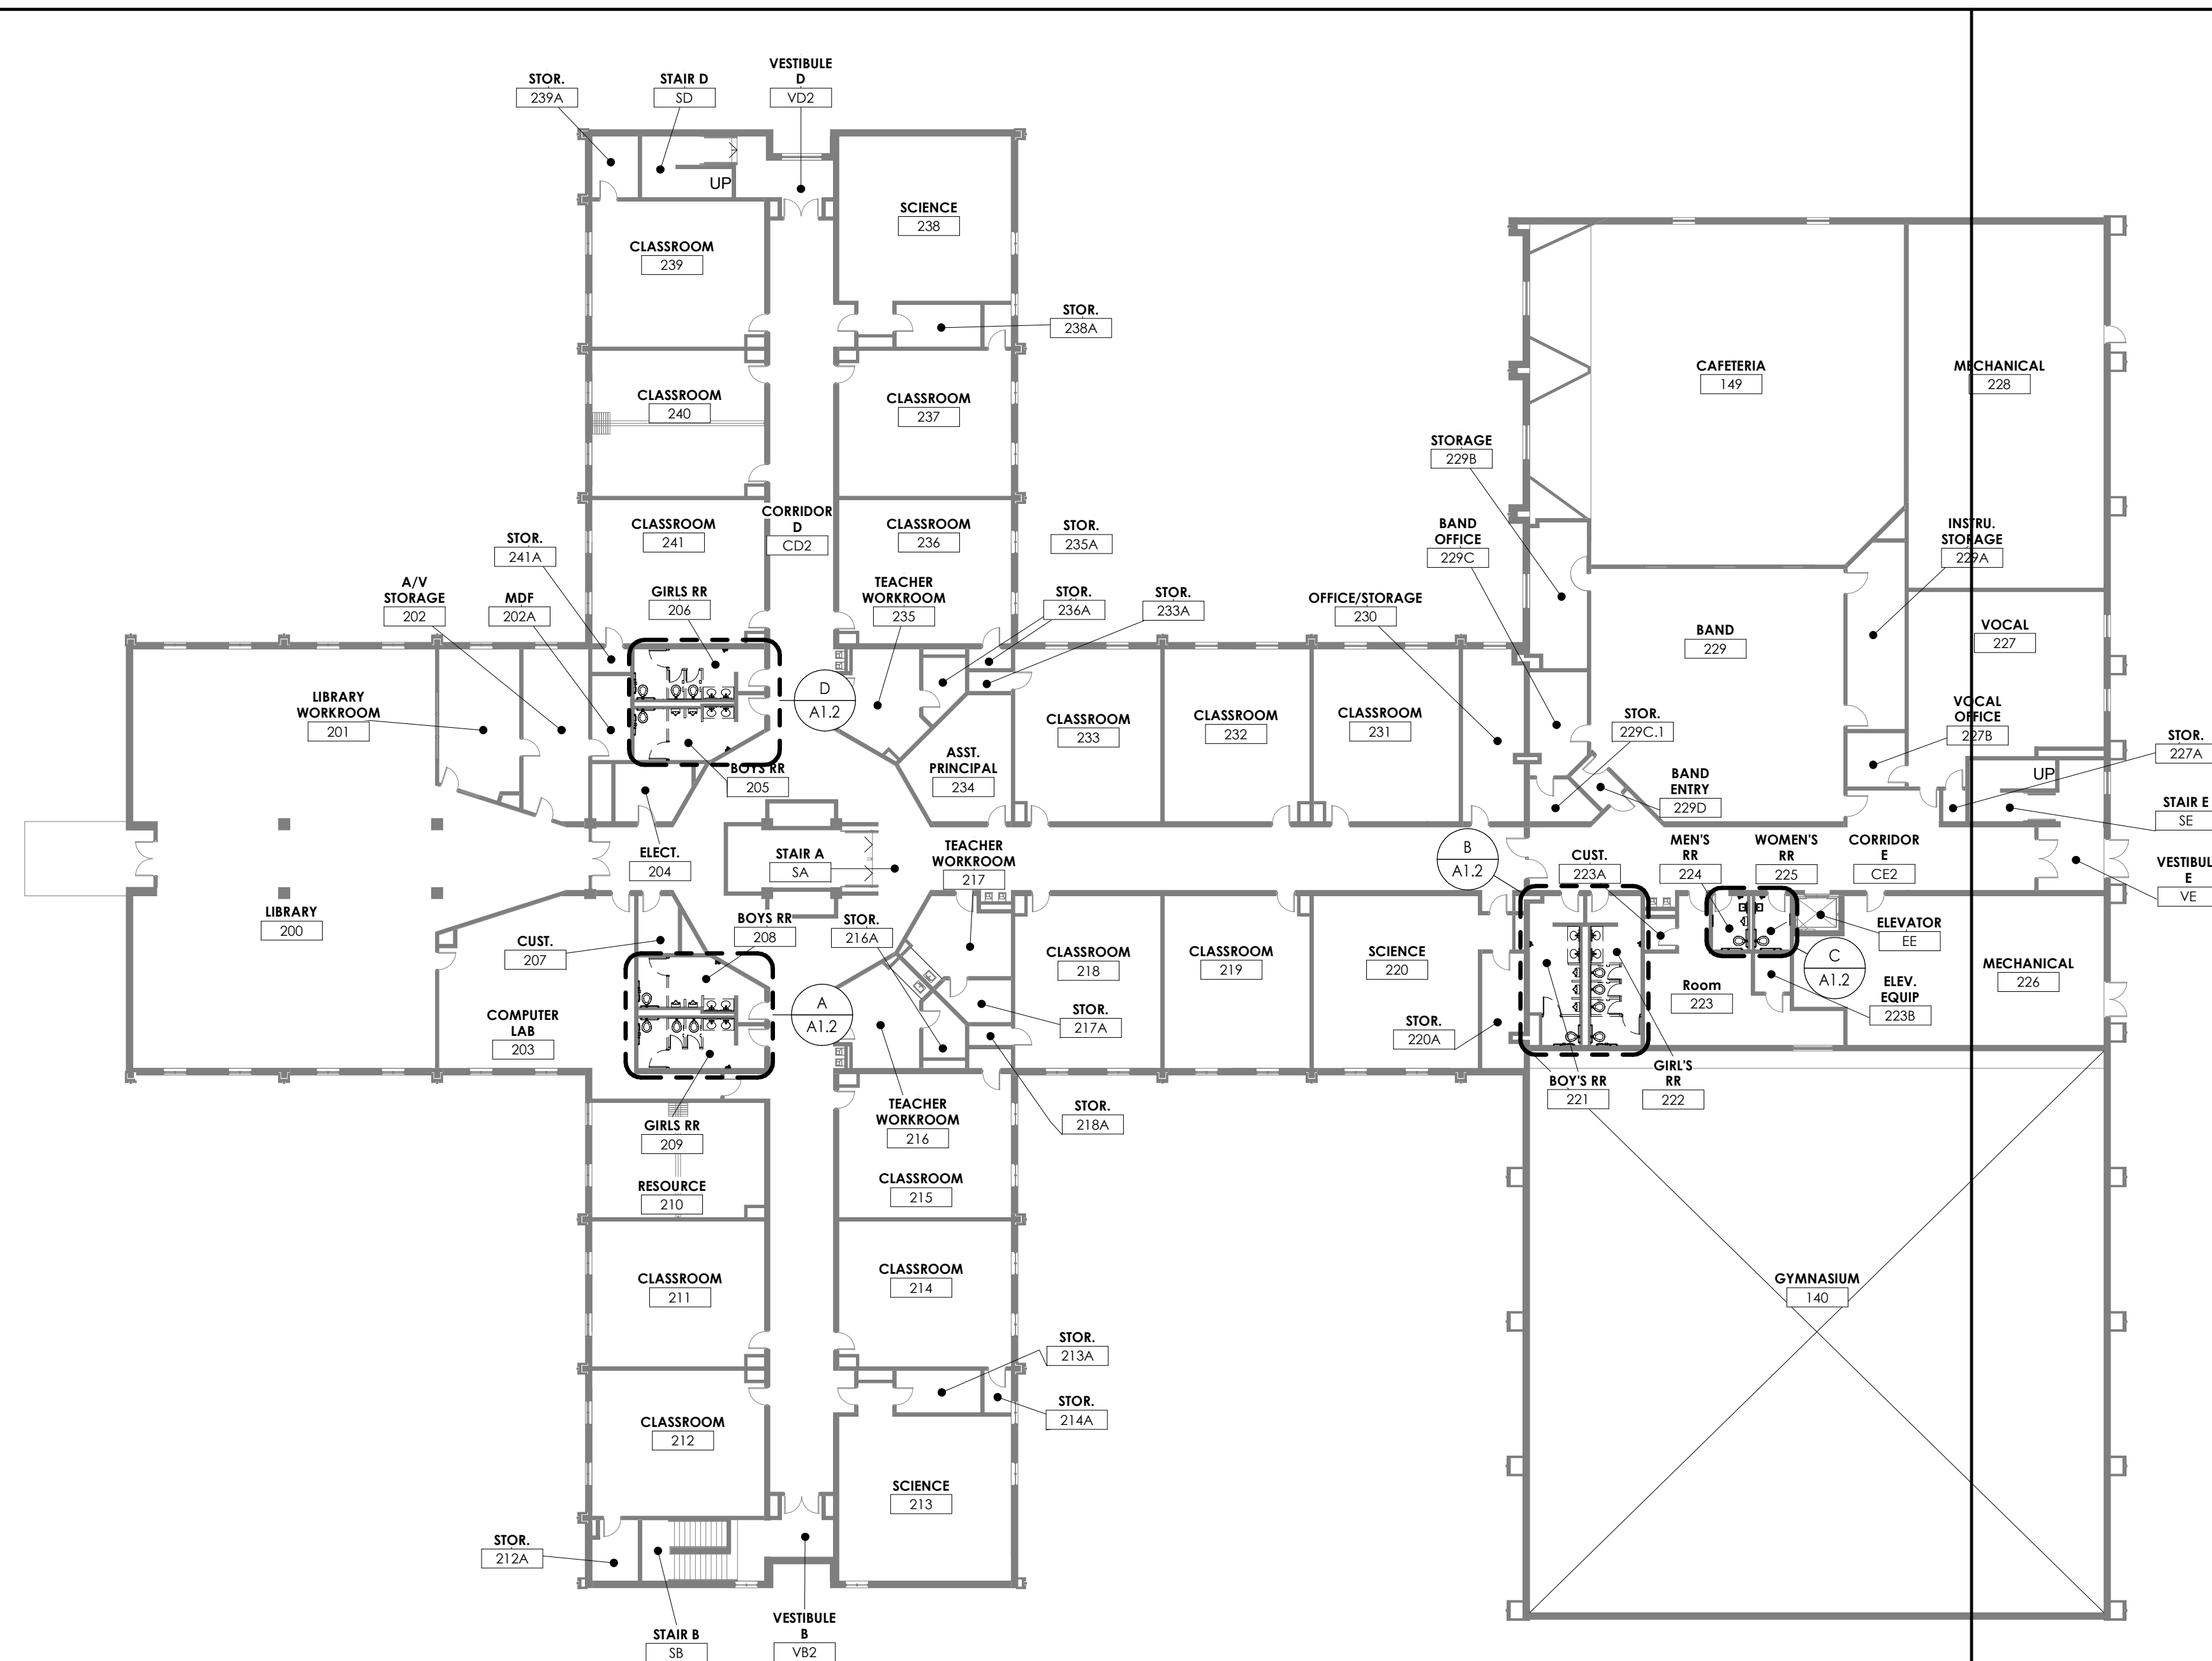 VESTIBULE
D
VD2
STOR.
239A
STAIR D
SD
UP
SCIENCE
238
CLASSROOM
239
STOR.
238A
CAFETERIA
149
MECHANICAL
228
CLASSROOM
240
CLASSROOM
237
STORAGE
229B
CORRIDOR
D
CD2
CLASSROOM
241
CLASSROOM
236
STOR.
235A
BAND
OFFICE
229C
INSTRU.
STORAGE
229A
STOR.
241A
A/V
STORAGE
202
MDF
202A
GIRLS RR
206
TEACHER
WORKROOM
235
STOR.
236A
STOR.
233A
OFFICE/STORAGE
230
BAND
229
VOCAL
227
LIBRARY
WORKROOM
201
D
A1.2
CLASSROOM
233
CLASSROOM
232
CLASSROOM
231
STOR.
229C.1
VOCAL
OFFICE
227B
STOR.
227A
BOYS RR
205
ASST.
PRINCIPAL
234
BAND
ENTRY
229D
UP
STAIR E
SE
ELECT.
204
STAIR A
SA
TEACHER
WORKROOM
217
B
A1.2
CUST.
223A
MEN'S
RR
224
WOMEN'S
RR
225
CORRIDOR
E
CE2
VESTIBUL
E
VE
LIBRARY
200
CUST.
207
BOYS RR
208
STOR.
216A
CLASSROOM
218
CLASSROOM
219
SCIENCE
220
ELEVATOR
EE
MECHANICAL
226
C
A1.2
COMPUTER
LAB
203
A
A1.2
STOR.
217A
STOR.
220A
Room
223
ELEV.
EQUIP
223B
GIRLS RR
209
TEACHER
WORKROOM
216
STOR.
218A
BOY'S RR
221
GIRL'S
RR
222
RESOURCE
210
CLASSROOM
215
CLASSROOM
211
CLASSROOM
214
GYMNASIUM
140
STOR.
213A
STOR.
214A
CLASSROOM
212
SCIENCE
213
STOR.
212A
STAIR B
SB
VESTIBULE
B
VB2